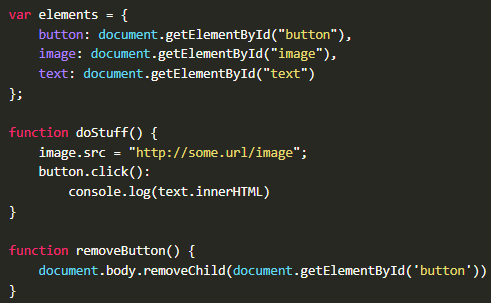 var elements = {
    button: document.getElementById("button"),
    image: document.getElementById("image"),
    text: document.getElementById("text")
};
function doStuff() {
    image.src = "http://some.url/image";
    button.click():
        console.log(text.innerHTML)
}
function removeButton() {
    document.body.removeChild(document.getElementById('button'))
}